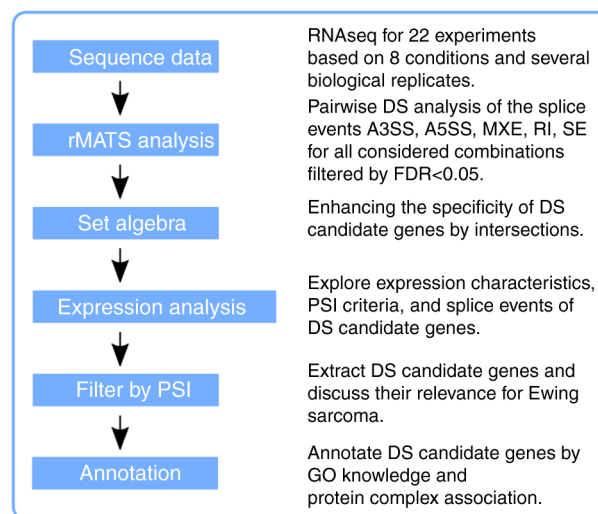 Sequence data
RNAseq for 22 experiments
based on 8 conditions and several
biological replicates.
rMATS analysis
Pairwise DS analysis of the splice
events A3SS, A5SS, MXE, RI, SE
for all considered combinations
filtered by FDR<0.05.
Set algebra
Enhancing the specificity of DS
candidate genes by intersections.
Expression analysis
Explore expression characteristics,
PSI criteria, and splice events of
DS candidate genes.
Filter by PSI
Extract DS candidate genes and
discuss their relevance for Ewing
sarcoma.
Annotation
Annotate DS candidate genes by
GO knowledge and
protein complex association.